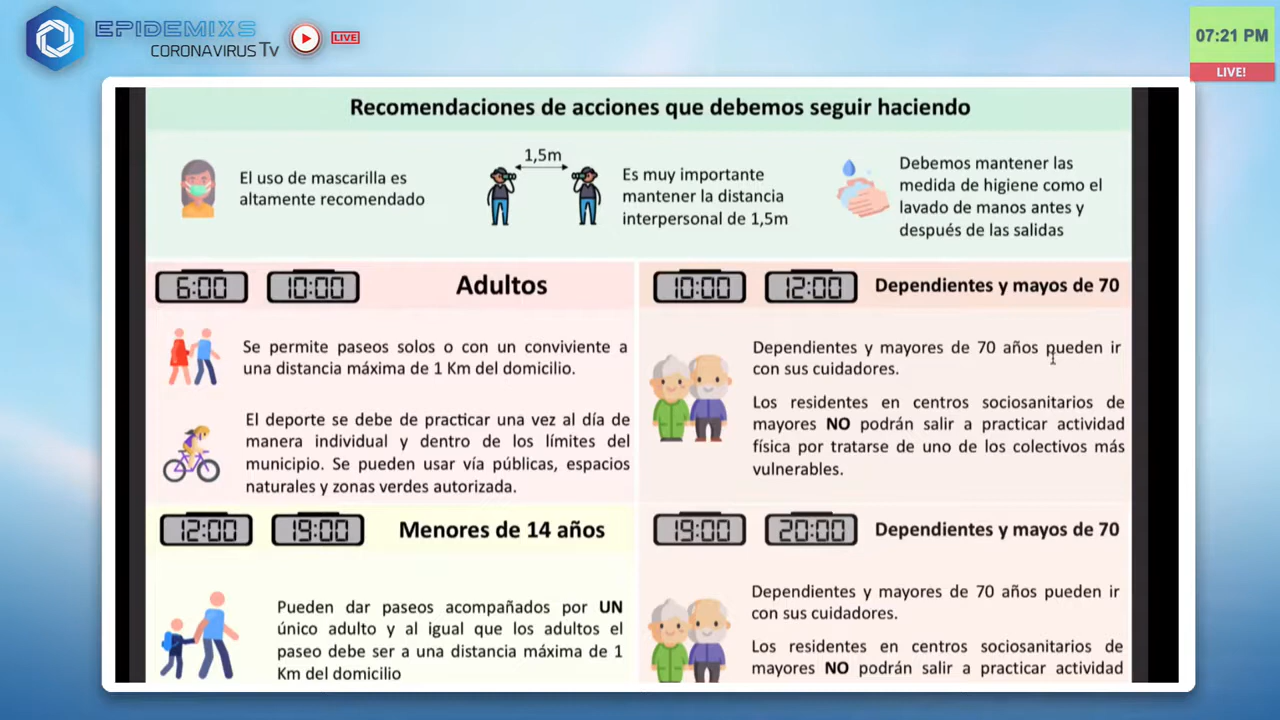 EPIDEMIXS
CORONAVIRUS Tv
LIVE
07:21 PM
LIVE!
Recomendaciones de acciones que debemos seguir haciendo
El uso de mascarilla es
altamente recomendado
1,5m
Es muy importante
mantener la distancia
interpersonal de 1,5m
Debemos mantener las
medida de higiene como el
lavado de manos antes y
después de las salidas
6:00 10:00 Adultos
Se permite paseos solos o con un conviviente a
una distancia máxima de 1 Km del domicilio.
El deporte se debe de practicar una vez al día de
manera individual y dentro de los límites del
municipio. Se pueden usar vía públicas, espacios
naturales y zonas verdes autorizada.
10:00 12:00 Dependientes y mayos de 70
Dependientes y mayores de 70 años pueden ir
con sus cuidadores.
Los residentes en centros sociosanitarios de
mayores NO podrán salir a practicar actividad
física por tratarse de uno de los colectivos más
vulnerables.
12:00 19:00 Menores de 14 años
Pueden dar paseos acompañados por UN
único adulto y al igual que los adultos el
paseo debe ser a una distancia máxima de 1
Km del domicilio
19:00 20:00 Dependientes y mayos de 70
Dependientes y mayores de 70 años pueden ir
con sus cuidadores.
Los residentes en centros sociosanitarios de
mayores NO podrán salir a practicar actividad